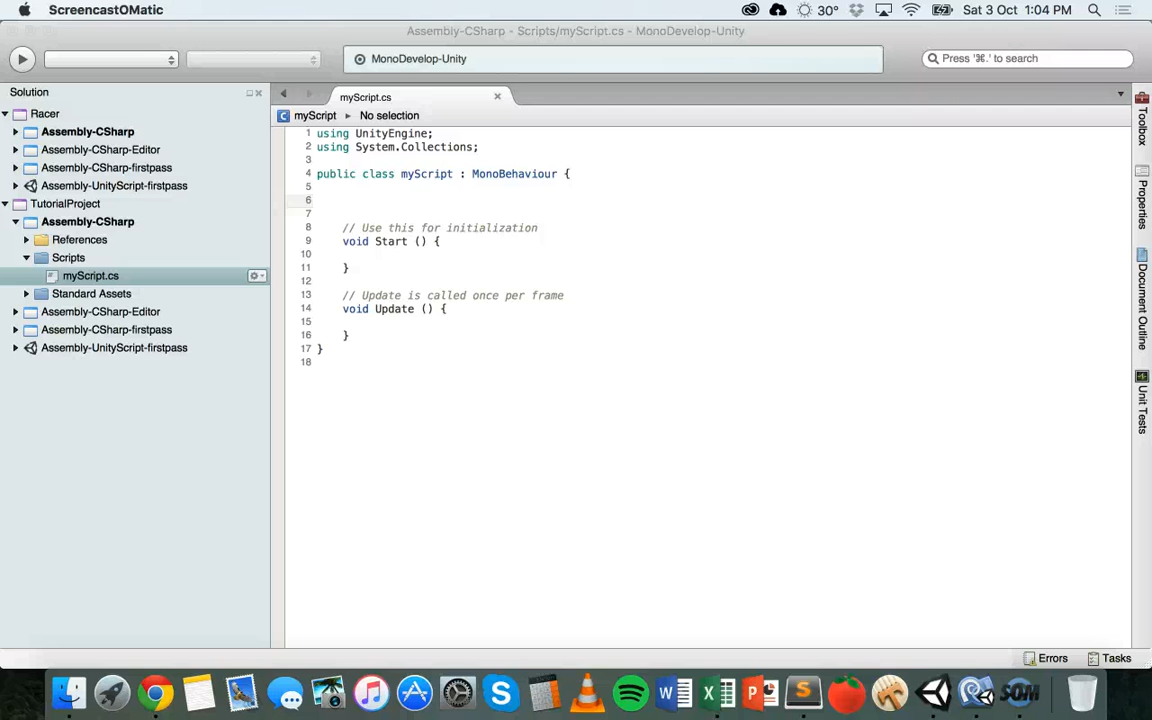 ScreencastOMatic
30° Sat 3 Oct 1:04 PM
Assembly-CSharp - Scripts/myScript.cs - MonoDevelop-Unity
MonoDevelop-Unity
Press '⌘.' to search
Solution
Racer
Assembly-CSharp
Assembly-CSharp-Editor
Assembly-CSharp-firstpass
Assembly-UnityScript-firstpass
TutorialProject
Assembly-CSharp
References
Scripts
myScript.cs
Standard Assets
Assembly-CSharp-Editor
Assembly-CSharp-firstpass
Assembly-UnityScript-firstpass
myScript.cs
myScript No selection
1 using UnityEngine;
2 using System.Collections;
3
4 public class myScript : MonoBehaviour {
5
6
7
8 // Use this for initialization
9 void Start () {
10
11 }
12
13 // Update is called once per frame
14 void Update () {
15
16 }
17 }
18
Toolbox
Properties
Document Outline
Unit Tests
Errors Tasks
SOM